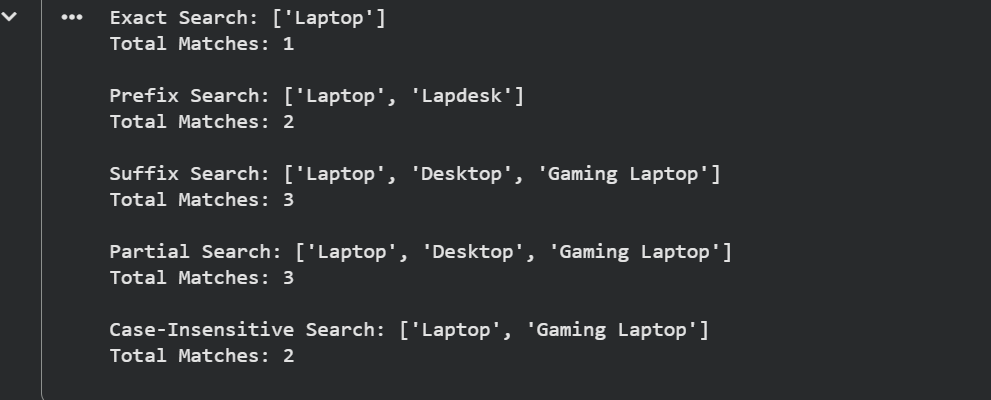 Exact Search: ['Laptop']
Total Matches: 1
Prefix Search: ['Laptop', 'Lapdesk']
Total Matches: 2
Suffix Search: ['Laptop', 'Desktop', 'Gaming Laptop']
Total Matches: 3
Partial Search: ['Laptop', 'Desktop', 'Gaming Laptop']
Total Matches: 3
Case-Insensitive Search: ['Laptop', 'Gaming Laptop']
Total Matches: 2